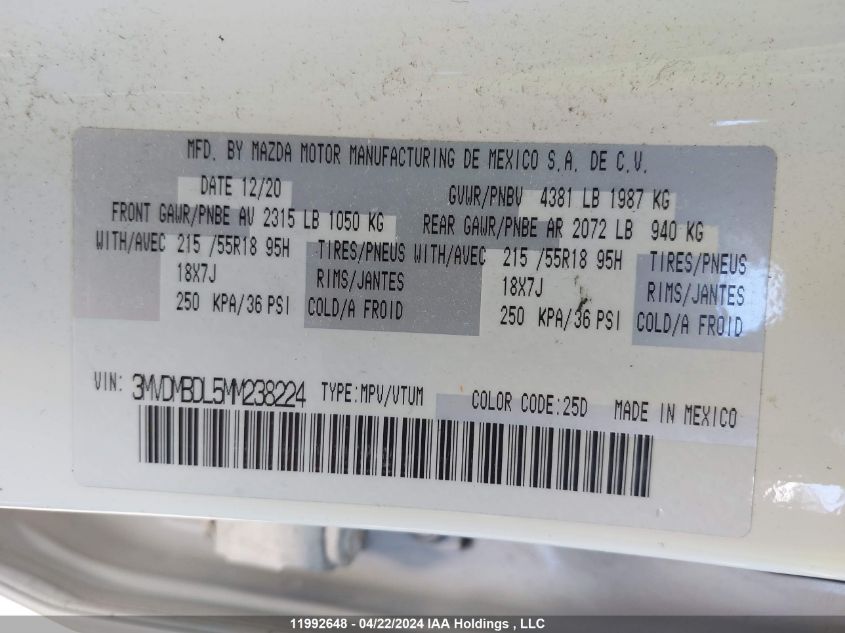 MFD. BY MAZDA MOTOR MANUFACTURING DE MEXICO S.A. DE C.V.
DATE 12/20 GVWR/PNBV 4381 LB 1987 KG
FRONT GAWR/PNBE AV 2315 LB 1050 KG REAR GAWR/PNBE AR 2072 LB 940 KG
WITH/AVEC 215 /55R18 95H TIRES/PNEUS WITH/AVEC 215 /55R18 95H TIRES/PNEUS
18X7J RIMS/JANTES 18X7J RIMS/JANTES
250 KPA/36 PSI COLD/A FROID 250 KPA/36 PSI COLD/A FROID
VIN: 3MVDMBDL5MM238224 TYPE:MPV/VTUM COLOR CODE:25D MADE IN MEXICO
11992648 - 04/22/2024 IAA Holdings , LLC